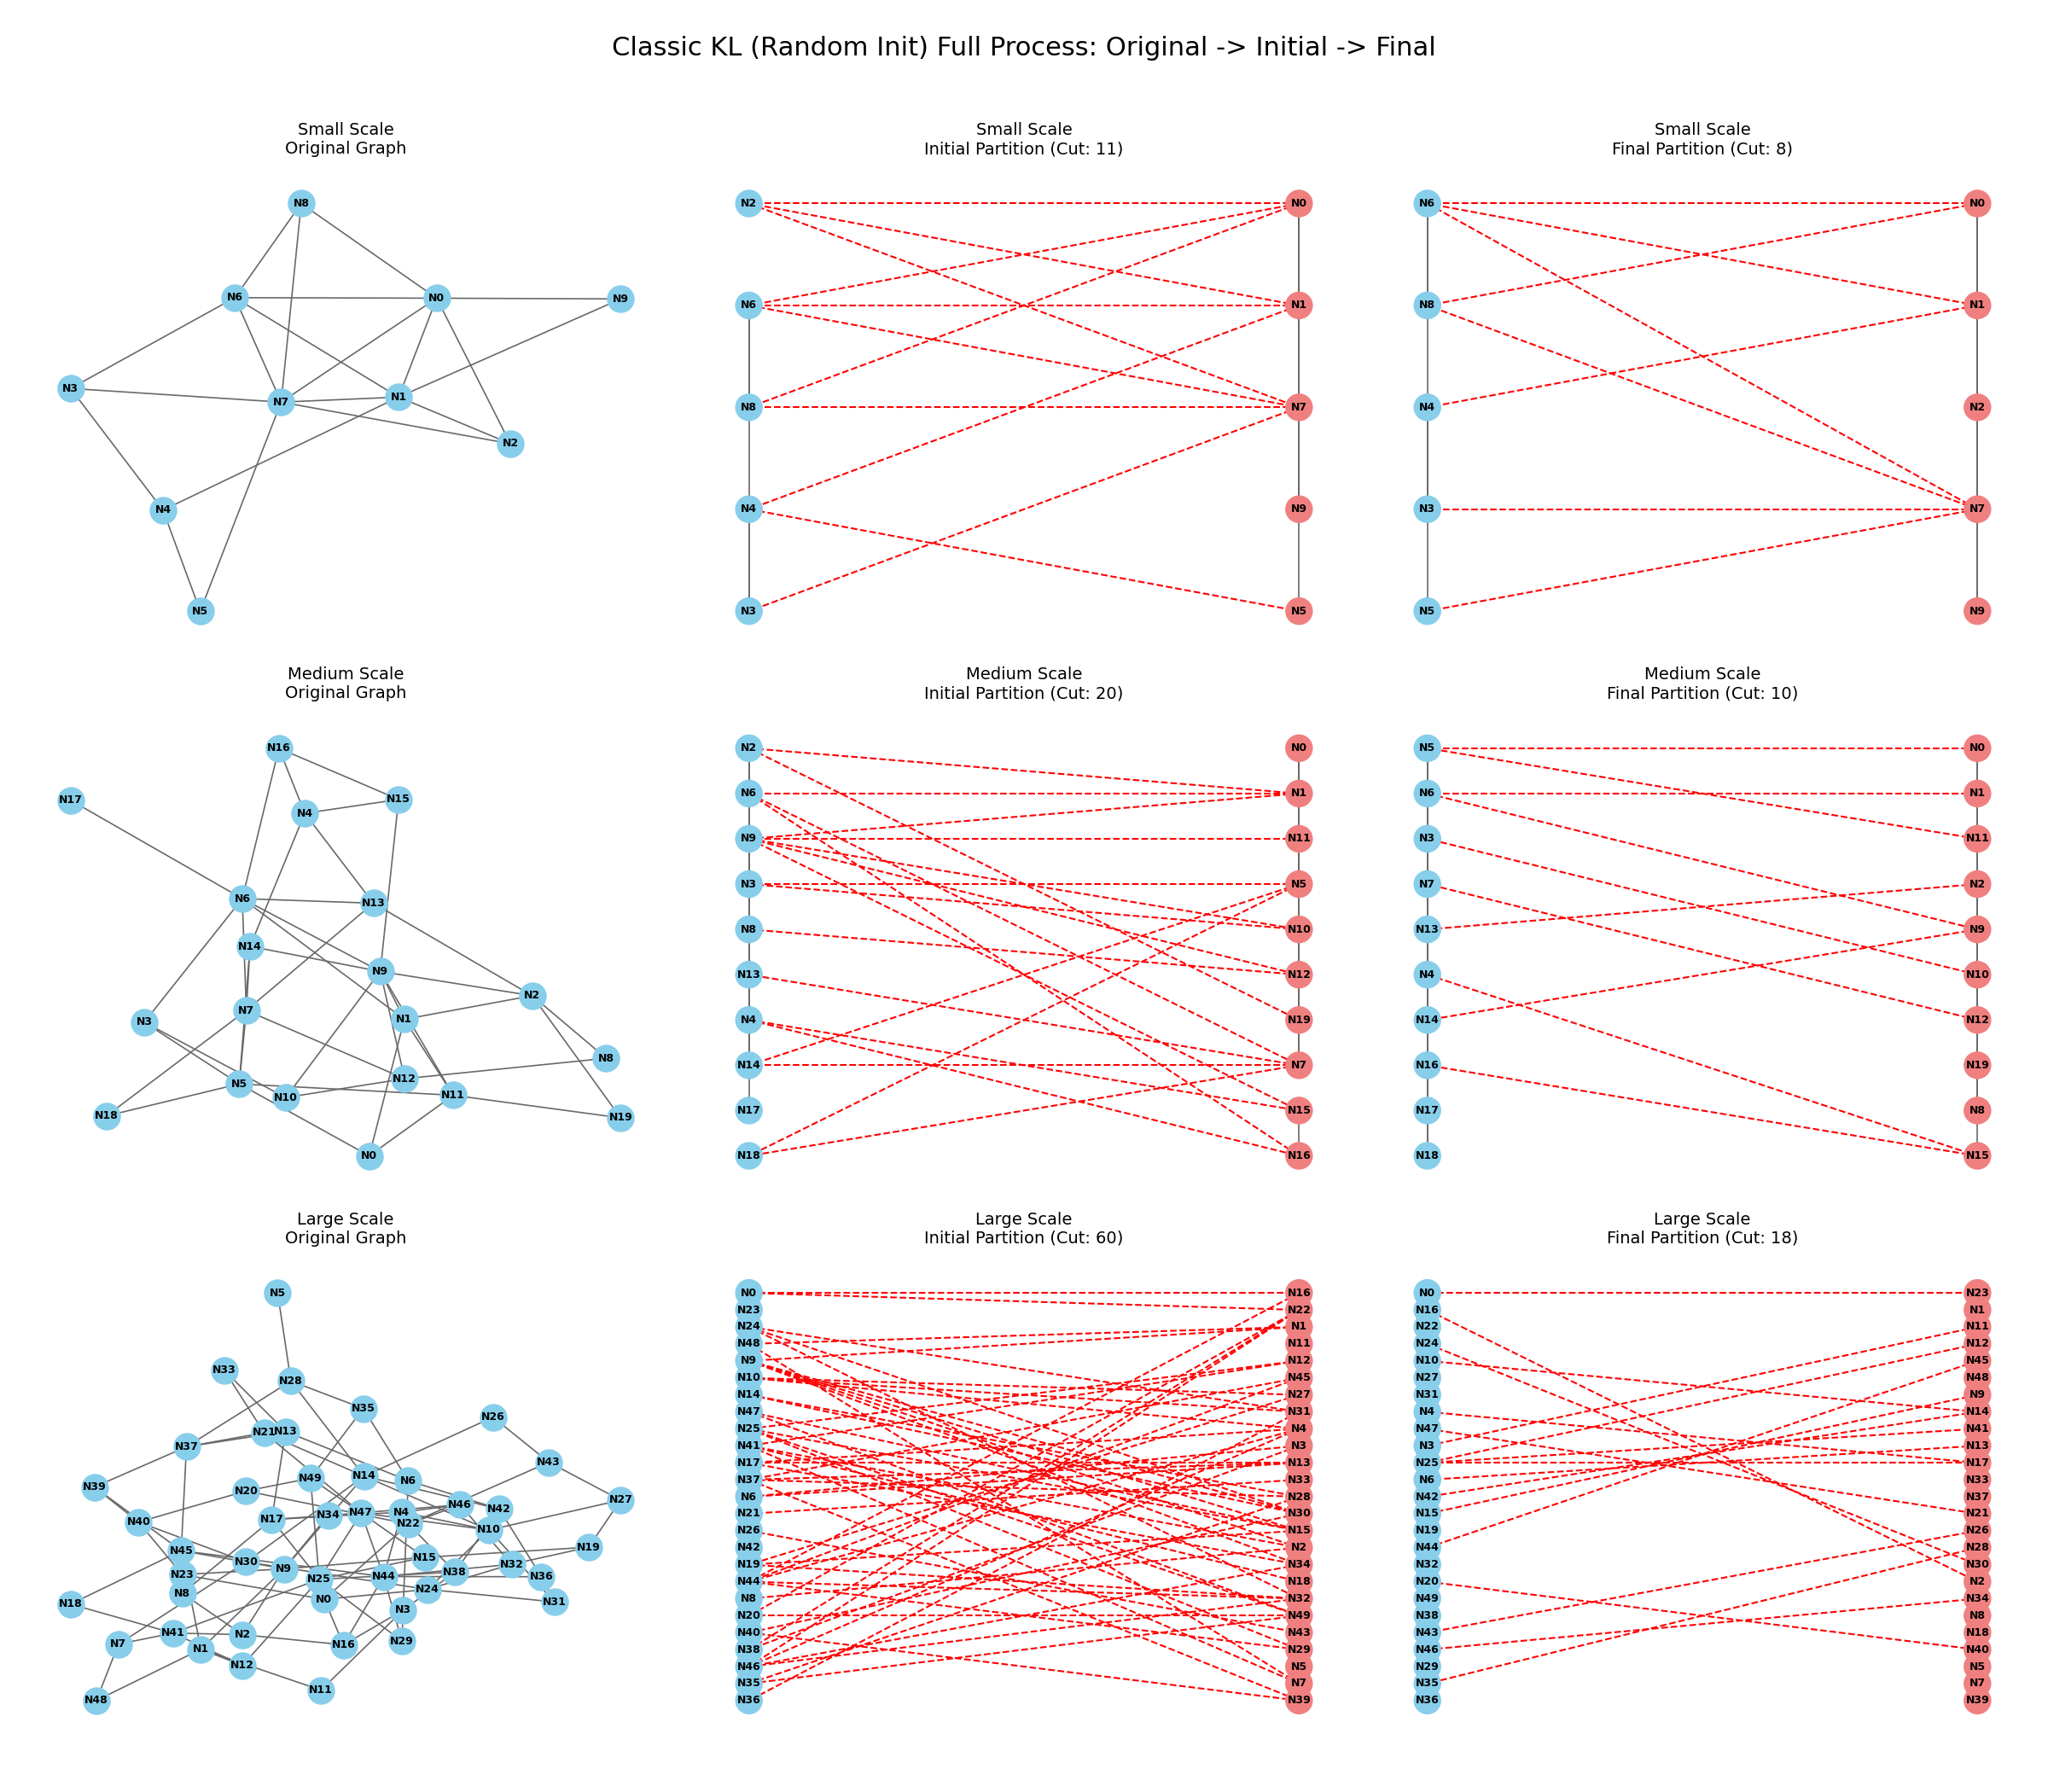 Classic KL (Random Init) Full Process: Original -> Initial -> Final
Small Scale
Original Graph
N8
N6
N0
N9
N3
N7
N1
N2
N4
N5
Small Scale
Initial Partition (Cut: 11)
N2
N0
N6
N1
N8
N7
N4
N9
N3
N5
Small Scale
Final Partition (Cut: 8)
N6
N0
N8
N1
N4
N2
N3
N7
N5
N9
Medium Scale
Original Graph
N16
N17
N15
N4
N6
N13
N14
N9
N2
N7
N1
N3
N8
N12
N5
N11
N10
N18
N19
N0
Medium Scale
Initial Partition (Cut: 20)
N2
N0
N6
N1
N9
N11
N3
N5
N8
N10
N13
N12
N4
N19
N14
N7
N17
N15
N18
N16
Medium Scale
Final Partition (Cut: 10)
N5
N0
N6
N1
N3
N11
N7
N2
N13
N9
N4
N10
N14
N12
N16
N19
N17
N8
N18
N15
Large Scale
Original Graph
N5
N33
N28
N35
N26
N21
N13
N37
N43
N49
N14
N6
N39
N20
N27
N46
N42
N47
N4
N34
N17
N40
N22
N10
N19
N45
N15
N30
N32
N9
N38
N23
N25
N44
N36
N24
N8
N0
N31
N18
N3
N41
N2
N29
N7
N16
N1
N12
N11
N48
Large Scale
Initial Partition (Cut: 60)
N0
N16
N23
N22
N24
N1
N48
N11
N9
N12
N10
N45
N14
N27
N47
N31
N25
N4
N41
N3
N17
N13
N37
N33
N6
N28
N21
N30
N26
N15
N42
N2
N19
N34
N44
N18
N8
N32
N20
N49
N40
N43
N38
N29
N46
N5
N35
N7
N36
N39
Large Scale
Final Partition (Cut: 18)
N0
N23
N16
N1
N22
N11
N24
N12
N10
N45
N27
N48
N31
N9
N4
N14
N47
N41
N3
N13
N25
N17
N6
N33
N42
N37
N15
N21
N19
N26
N44
N28
N32
N30
N20
N2
N49
N34
N38
N8
N43
N18
N46
N40
N29
N5
N35
N7
N36
N39